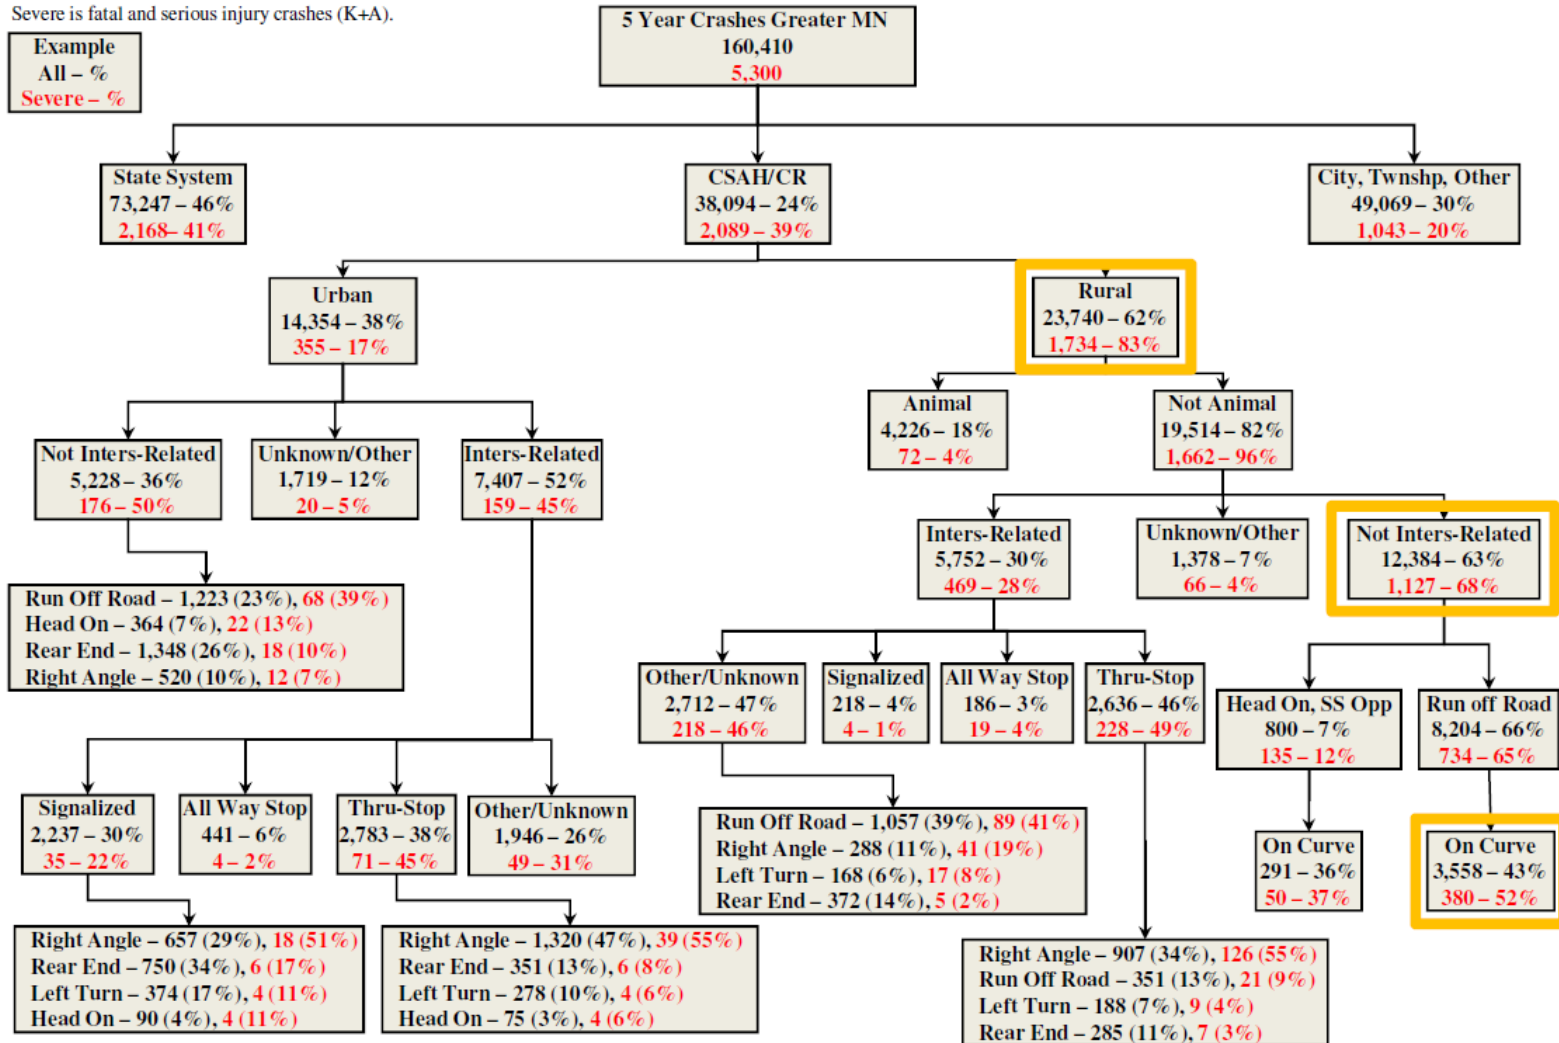 Severe is fatal and serious injury crashes (K+A).
Example
All – %
Severe – %
5 Year Crashes Greater MN
160,410
5,300
State System
73,247 – 46%
2,168– 41%
CSAH/CR
38,094 – 24%
2,089 – 39%
City, Twnshp, Other
49,069 – 30%
1,043 – 20%
Urban
14,354 – 38%
355 – 17%
Rural
23,740 – 62%
1,734 – 83%
Animal
4,226 – 18%
72 – 4%
Not Animal
19,514 – 82%
1,662 – 96%
Not Inters-Related
5,228 – 36%
176 – 50%
Unknown/Other
1,719 – 12%
20 – 5%
Inters-Related
7,407 – 52%
159 – 45%
Inters-Related
5,752 – 30%
469 – 28%
Unknown/Other
1,378 – 7%
66 – 4%
Not Inters-Related
12,384 – 63%
1,127 – 68%
Run Off Road – 1,223 (23%), 68 (39%)
Head On – 364 (7%), 22 (13%)
Rear End – 1,348 (26%), 18 (10%)
Right Angle – 520 (10%), 12 (7%)
Other/Unknown
2,712 – 47%
218 – 46%
Signalized
218 – 4%
4 – 1%
All Way Stop
186 – 3%
19 – 4%
Thru-Stop
2,636 – 46%
228 – 49%
Head On, SS Opp
800 – 7%
135 – 12%
Run off Road
8,204 – 66%
734 – 65%
Signalized
2,237 – 30%
35 – 22%
All Way Stop
441 – 6%
4 – 2%
Thru-Stop
2,783 – 38%
71 – 45%
Other/Unknown
1,946 – 26%
49 – 31%
Run Off Road – 1,057 (39%), 89 (41%)
Right Angle – 288 (11%), 41 (19%)
Left Turn – 168 (6%), 17 (8%)
Rear End – 372 (14%), 5 (2%)
On Curve
291 – 36%
50 – 37%
On Curve
3,558 – 43%
380 – 52%
Right Angle – 657 (29%), 18 (51%)
Rear End – 750 (34%), 6 (17%)
Left Turn – 374 (17%), 4 (11%)
Head On – 90 (4%), 4 (11%)
Right Angle – 1,320 (47%), 39 (55%)
Rear End – 351 (13%), 6 (8%)
Left Turn – 278 (10%), 4 (6%)
Head On – 75 (3%), 4 (6%)
Right Angle – 907 (34%), 126 (55%)
Run Off Road – 351 (13%), 21 (9%)
Left Turn – 188 (7%), 9 (4%)
Rear End – 285 (11%), 7 (3%)